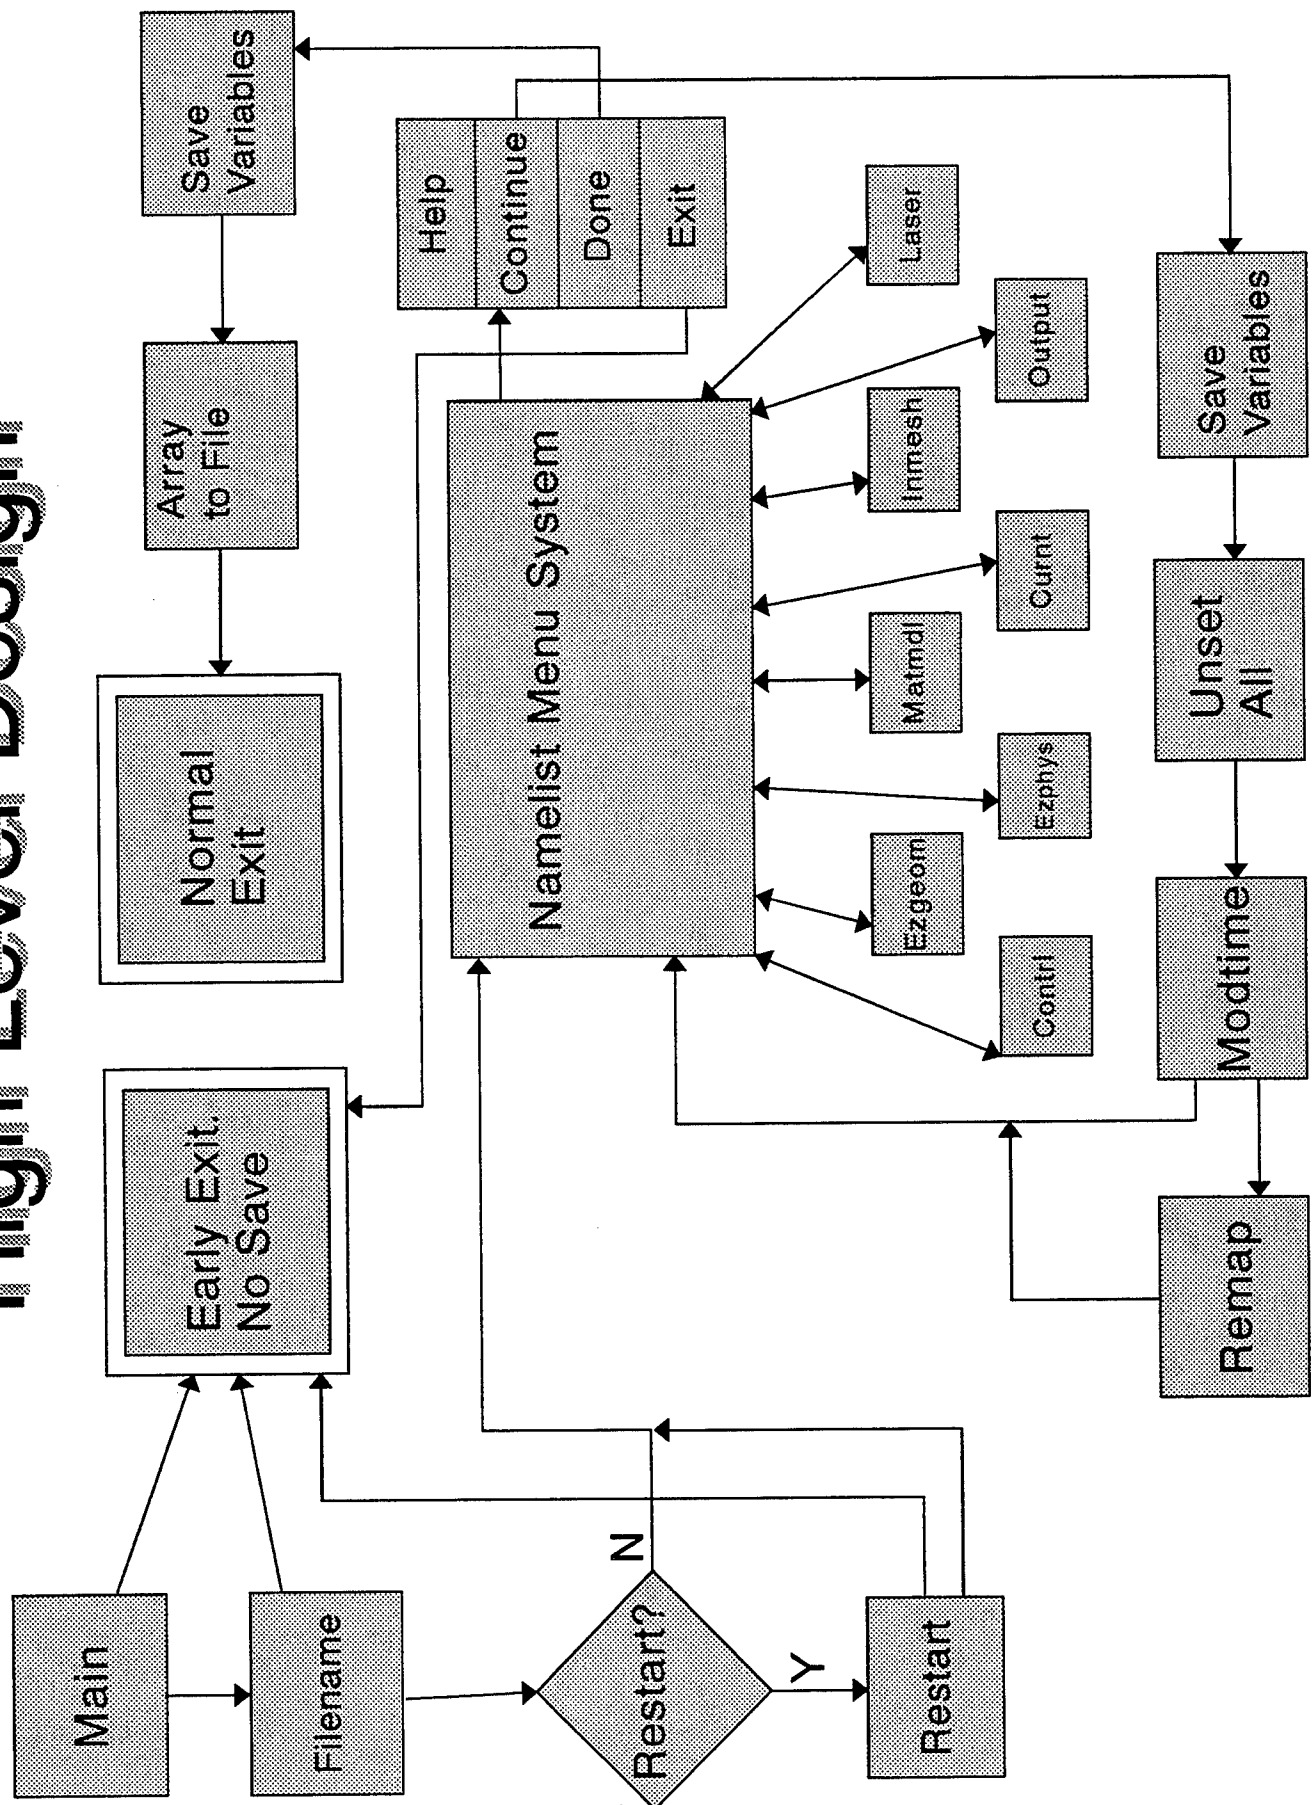 High Level Design
Main
Early Exit.
No Save
Normal
Exit
Array
to File
Save
Variables
Filename
Restart?
N
Y
Restart
Namelist Menu System
Help
Continue
Done
Exit
Contrl
Ezgeom
Ezphys
Matmdl
Curnt
Inmesh
Output
Laser
Remap
Modtime
Unset
All
Save
Variables